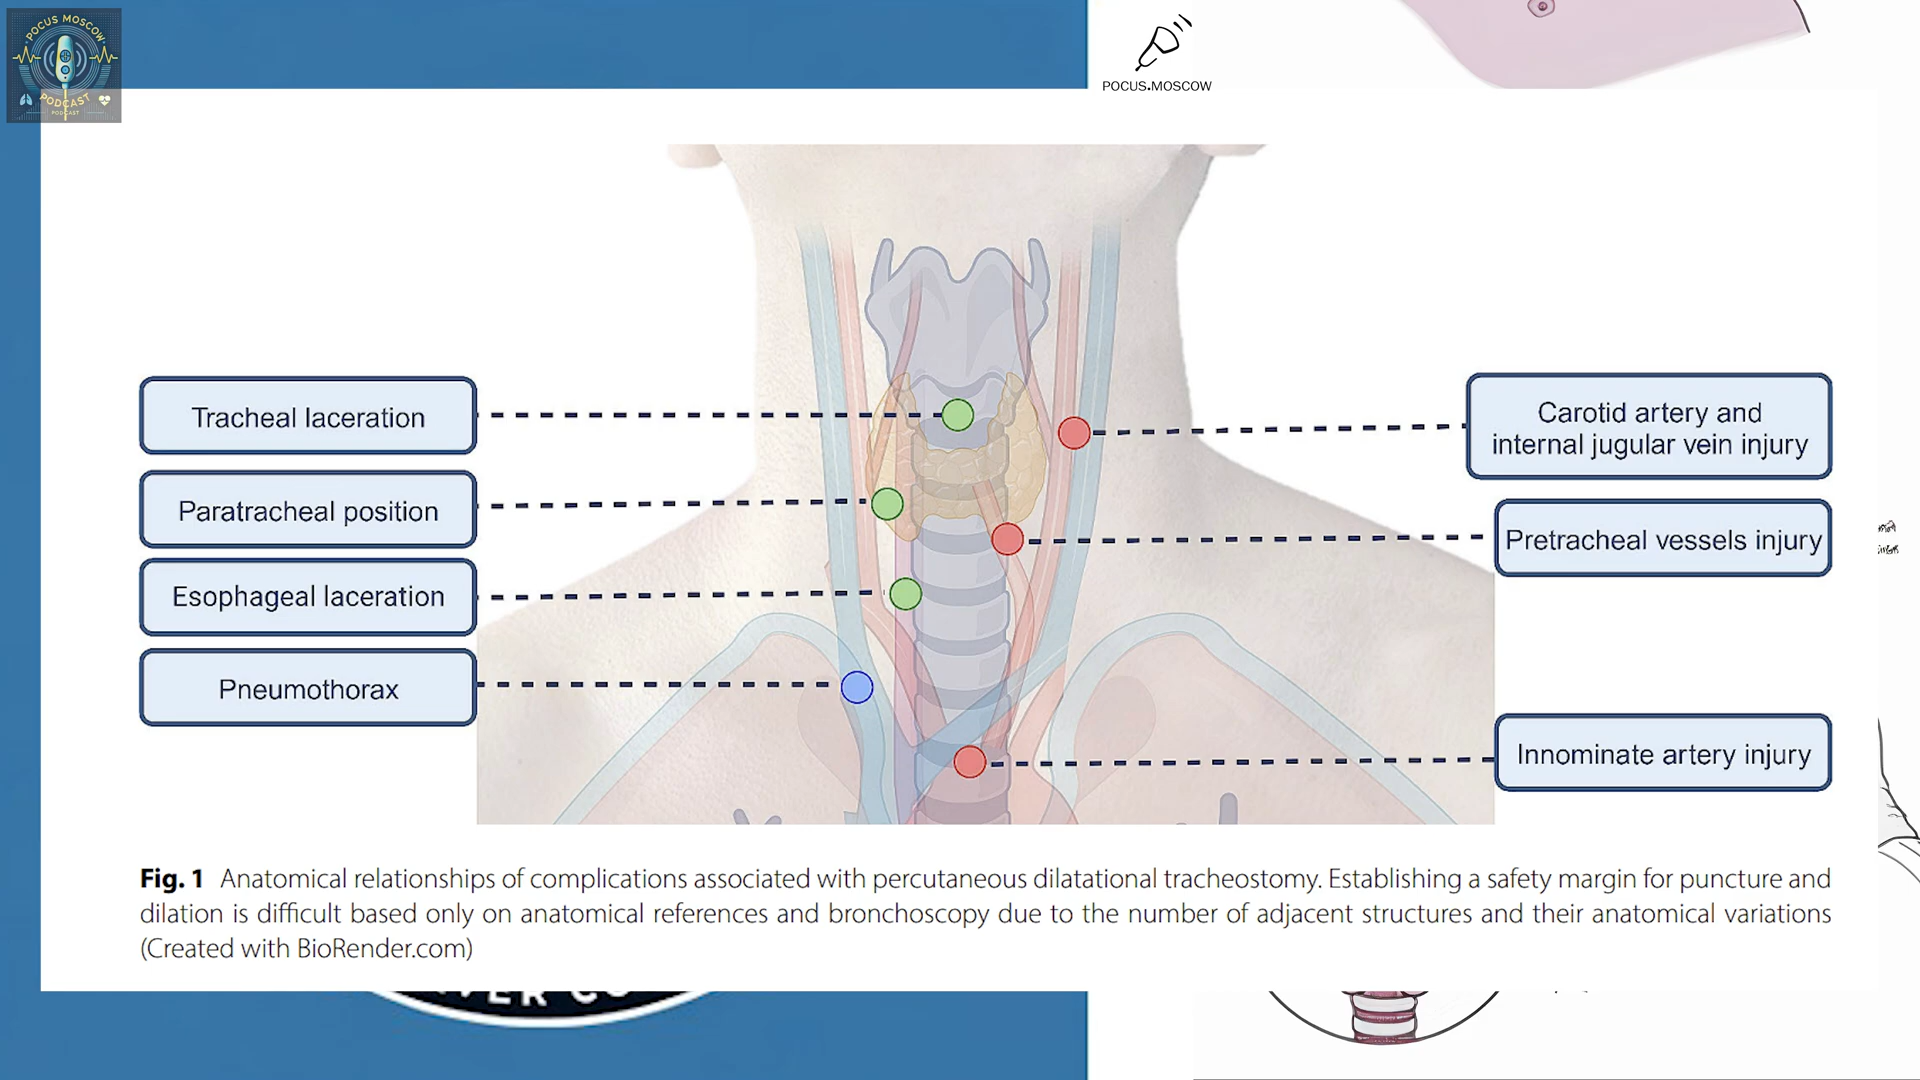 POCUS MOSCOW
PODCAST
PODCAST
POCUS.MOSCOW
Tracheal laceration
Paratracheal position
Esophageal laceration
Pneumothorax
Carotid artery and
internal jugular vein injury
Pretracheal vessels injury
Innominate artery injury
Fig. 1 Anatomical relationships of complications associated with percutaneous dilatational tracheostomy. Establishing a safety margin for puncture and
dilation is difficult based only on anatomical references and bronchoscopy due to the number of adjacent structures and their anatomical variations
(Created with BioRender.com)